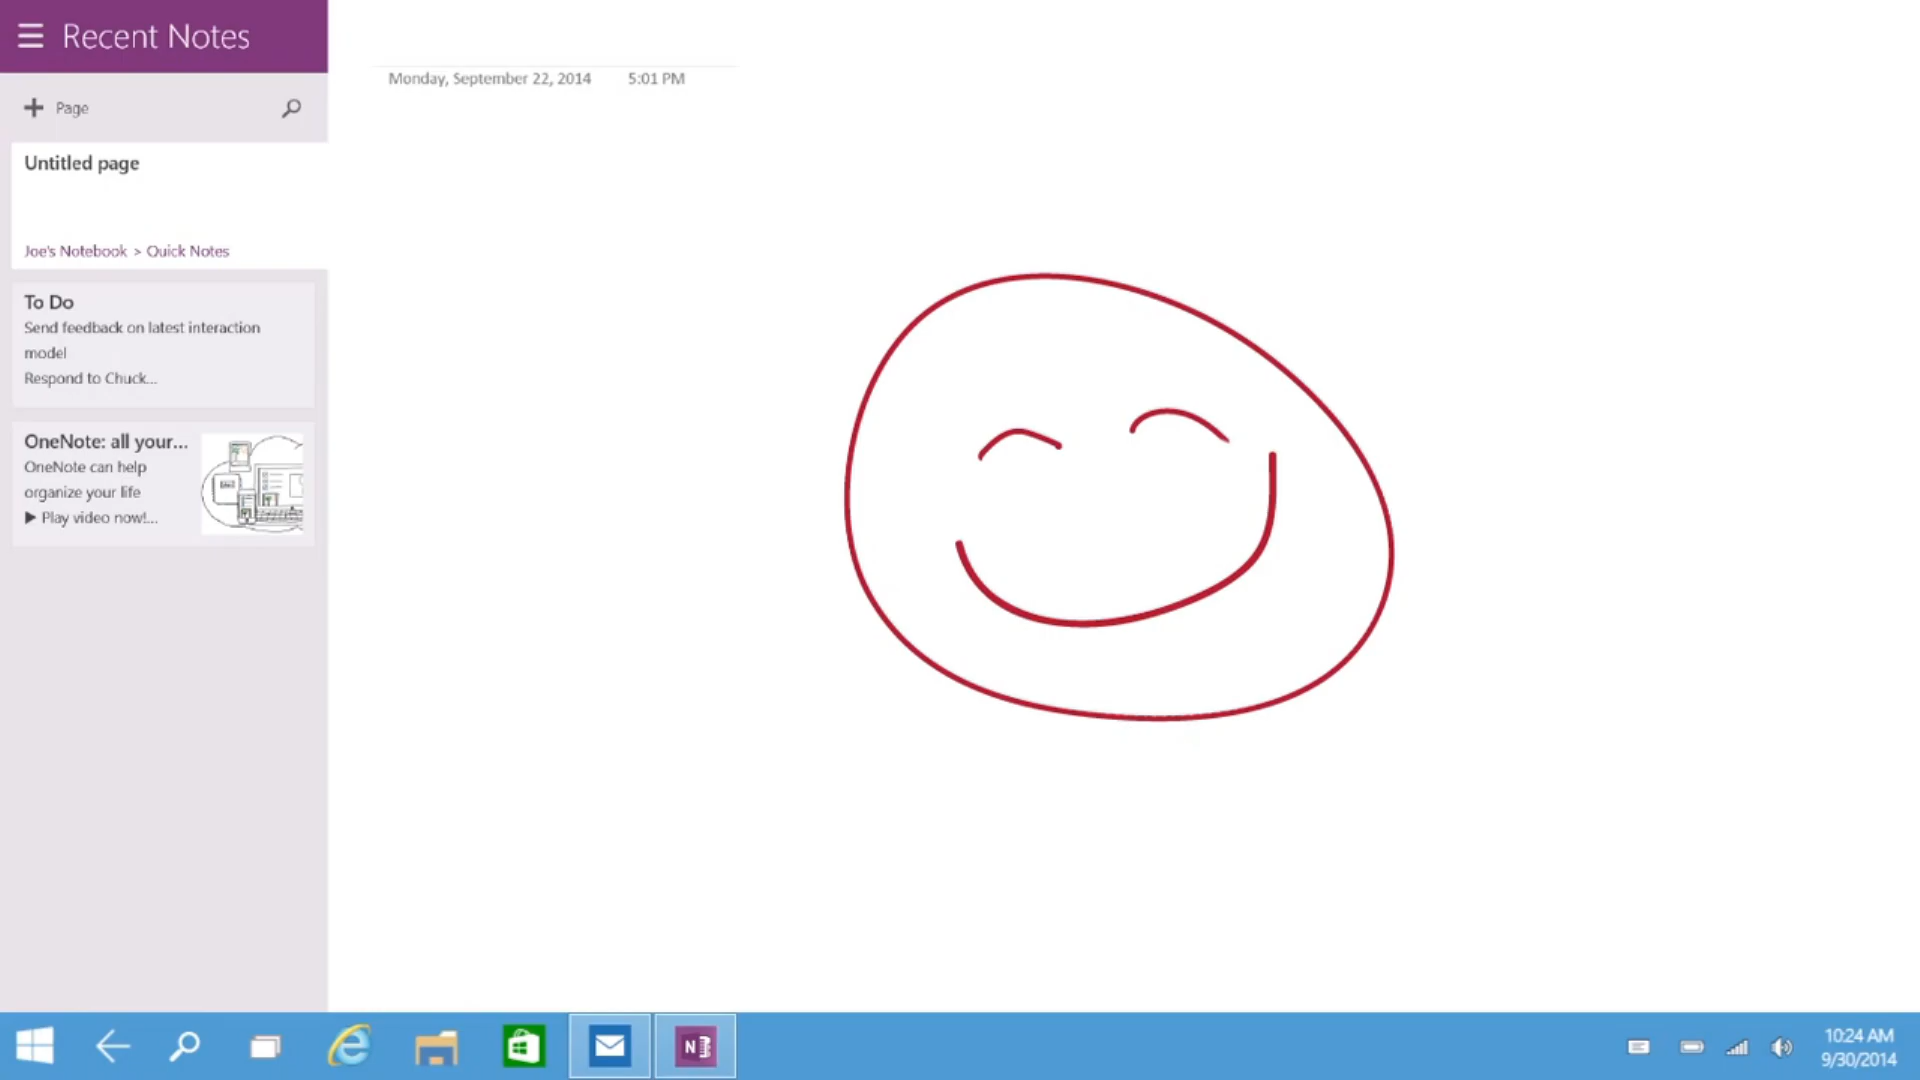 Recent Notes
Page
Untitled page
Joe's Notebook > Quick Notes
To Do
Send feedback on latest interaction
model
Respond to Chuck...
OneNote: all your...
OneNote can help
organize your life
▶ Play video now!...
Monday, September 22, 2014 5:01 PM
N
10:24 AM
9/30/2014